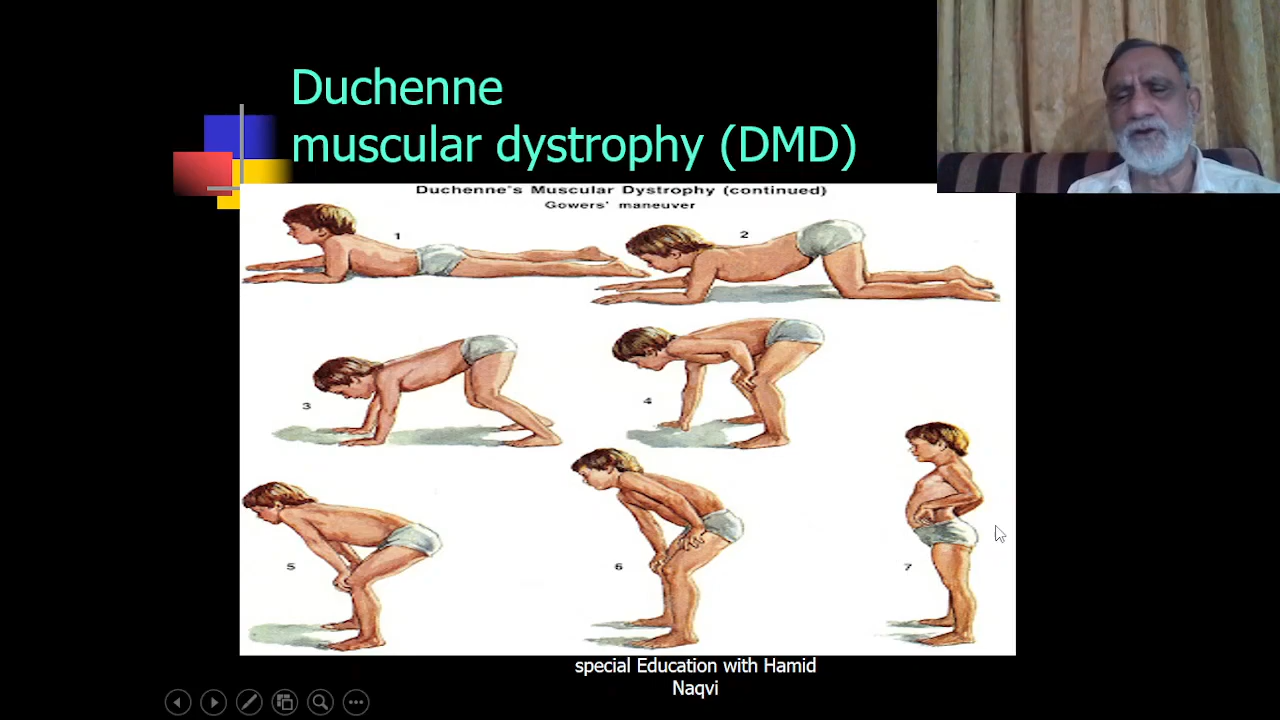 Duchenne
muscular dystrophy (DMD)
Duchenne's Muscular Dystrophy (continued)
Gowers' maneuver
1
2
3
4
5
6
7
special Education with Hamid
Naqvi